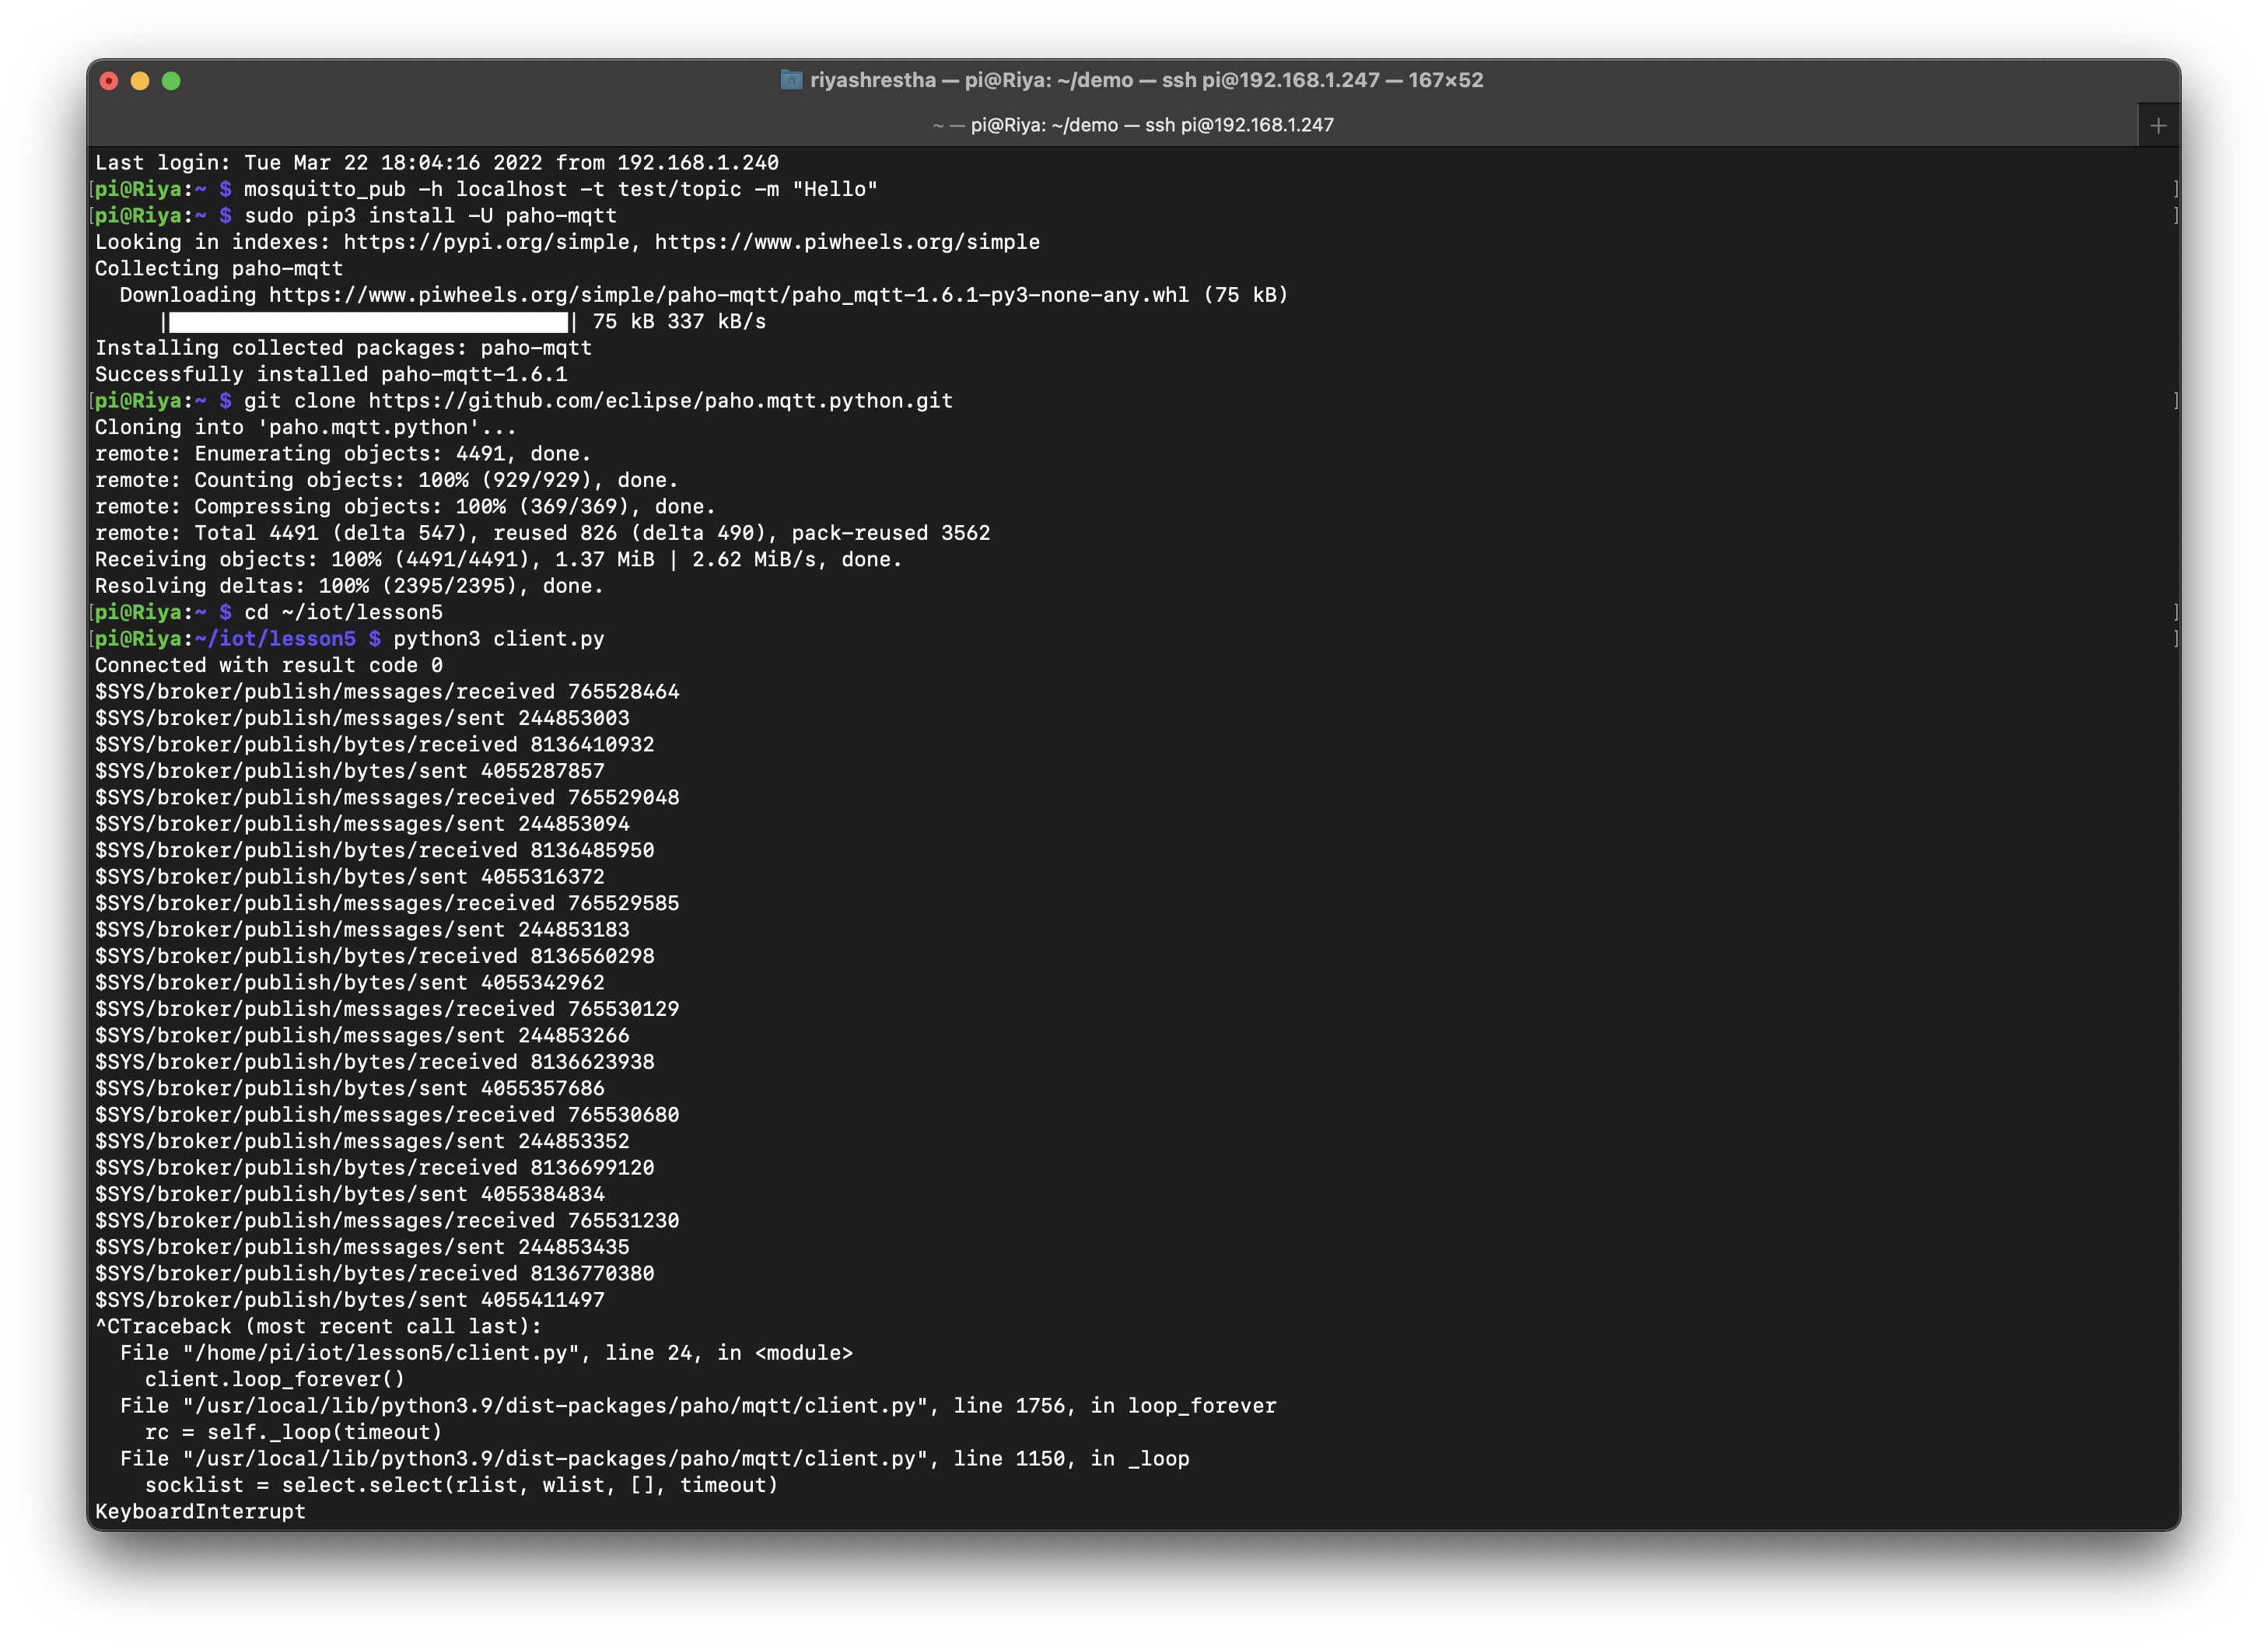 riyashrestha — pi@Riya: ~/demo — ssh pi@192.168.1.247 — 167×52
~ — pi@Riya: ~/demo — ssh pi@192.168.1.247
Last login: Tue Mar 22 18:04:16 2022 from 192.168.1.240
[pi@Riya:~ $ mosquitto_pub -h localhost -t test/topic -m "Hello" ]
[pi@Riya:~ $ sudo pip3 install -U paho-mqtt ]
Looking in indexes: https://pypi.org/simple, https://www.piwheels.org/simple
Collecting paho-mqtt
  Downloading https://www.piwheels.org/simple/paho-mqtt/paho_mqtt-1.6.1-py3-none-any.whl (75 kB)
|████████████████████████████████| 75 kB 337 kB/s
Installing collected packages: paho-mqtt
Successfully installed paho-mqtt-1.6.1
[pi@Riya:~ $ git clone https://github.com/eclipse/paho.mqtt.python.git ]
Cloning into 'paho.mqtt.python'...
remote: Enumerating objects: 4491, done.
remote: Counting objects: 100% (929/929), done.
remote: Compressing objects: 100% (369/369), done.
remote: Total 4491 (delta 547), reused 826 (delta 490), pack-reused 3562
Receiving objects: 100% (4491/4491), 1.37 MiB | 2.62 MiB/s, done.
Resolving deltas: 100% (2395/2395), done.
[pi@Riya:~ $ cd ~/iot/lesson5 ]
[pi@Riya:~/iot/lesson5 $ python3 client.py ]
Connected with result code 0
$SYS/broker/publish/messages/received 765528464
$SYS/broker/publish/messages/sent 244853003
$SYS/broker/publish/bytes/received 8136410932
$SYS/broker/publish/bytes/sent 4055287857
$SYS/broker/publish/messages/received 765529048
$SYS/broker/publish/messages/sent 244853094
$SYS/broker/publish/bytes/received 8136485950
$SYS/broker/publish/bytes/sent 4055316372
$SYS/broker/publish/messages/received 765529585
$SYS/broker/publish/messages/sent 244853183
$SYS/broker/publish/bytes/received 8136560298
$SYS/broker/publish/bytes/sent 4055342962
$SYS/broker/publish/messages/received 765530129
$SYS/broker/publish/messages/sent 244853266
$SYS/broker/publish/bytes/received 8136623938
$SYS/broker/publish/bytes/sent 4055357686
$SYS/broker/publish/messages/received 765530680
$SYS/broker/publish/messages/sent 244853352
$SYS/broker/publish/bytes/received 8136699120
$SYS/broker/publish/bytes/sent 4055384834
$SYS/broker/publish/messages/received 765531230
$SYS/broker/publish/messages/sent 244853435
$SYS/broker/publish/bytes/received 8136770380
$SYS/broker/publish/bytes/sent 4055411497
^CTraceback (most recent call last):
  File "/home/pi/iot/lesson5/client.py", line 24, in <module>
    client.loop_forever()
  File "/usr/local/lib/python3.9/dist-packages/paho/mqtt/client.py", line 1756, in loop_forever
    rc = self._loop(timeout)
  File "/usr/local/lib/python3.9/dist-packages/paho/mqtt/client.py", line 1150, in _loop
    socklist = select.select(rlist, wlist, [], timeout)
KeyboardInterrupt